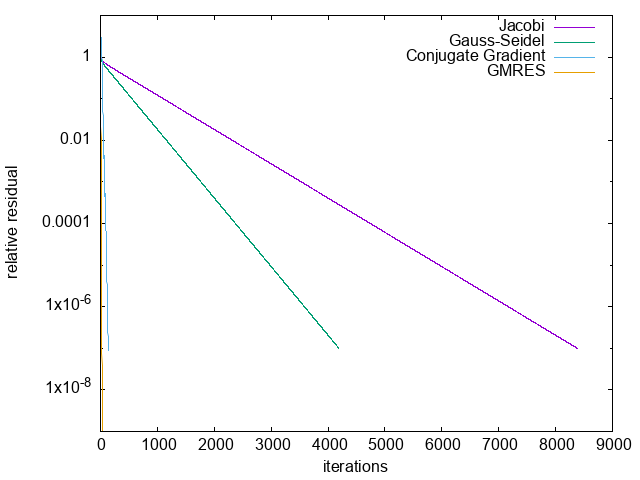 Jacobi
Gauss-Seidel
Conjugate Gradient
GMRES
1
0.01
0.0001
1x10-6
1x10-8
relative residual
0 1000 2000 3000 4000 5000 6000 7000 8000 9000
iterations